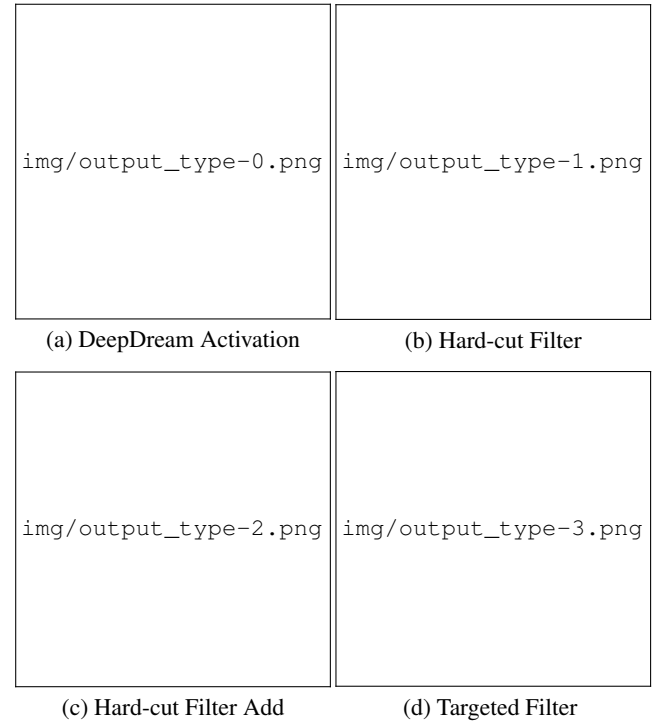 img/output_type-0.png img/output_type-1.png
(a) DeepDream Activation (b) Hard-cut Filter
img/output_type-2.png img/output_type-3.png
(c) Hard-cut Filter Add (d) Targeted Filter